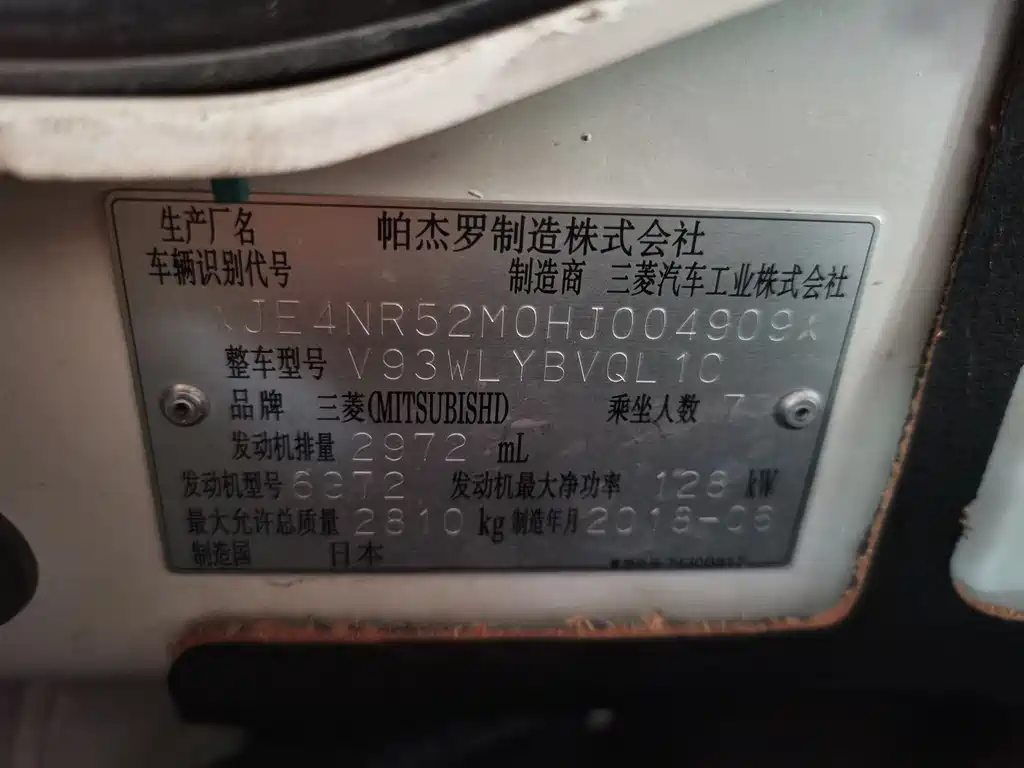 生产厂名 帕杰罗制造株式会社
车辆识别代号 制造商 三菱汽车工业株式会社
JE4NR52M0HJ004909
整车型号 V93WLYBVQL1C
品牌 三菱(MITSUBISHI) 乘坐人数 7
发动机排量 2972 mL
发动机型号 6G72 发动机最大净功率 128 kW
最大允许总质量 2810 kg 制造年月 2016-06
制造国 日本